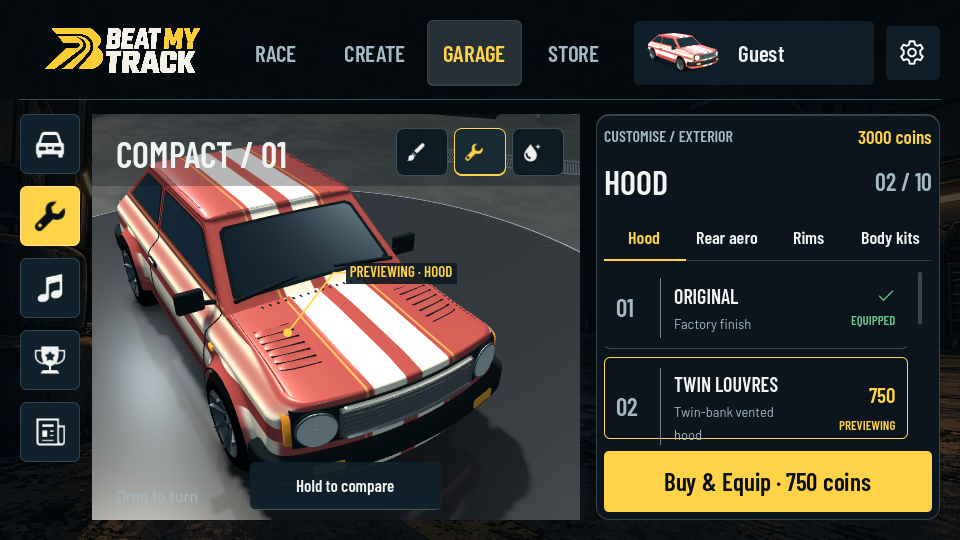 BEAT MY
TRACK
RACE
CREATE
GARAGE
STORE
Guest
COMPACT / 01
PREVIEWING · HOOD
Drag to turn
Hold to compare
CUSTOMISE / EXTERIOR
3000 coins
HOOD
02 / 10
Hood
Rear aero
Rims
Body kits
01
ORIGINAL
Factory finish
EQUIPPED
02
TWIN LOUVRES
Twin-bank vented
hood
750
PREVIEWING
Buy & Equip · 750 coins